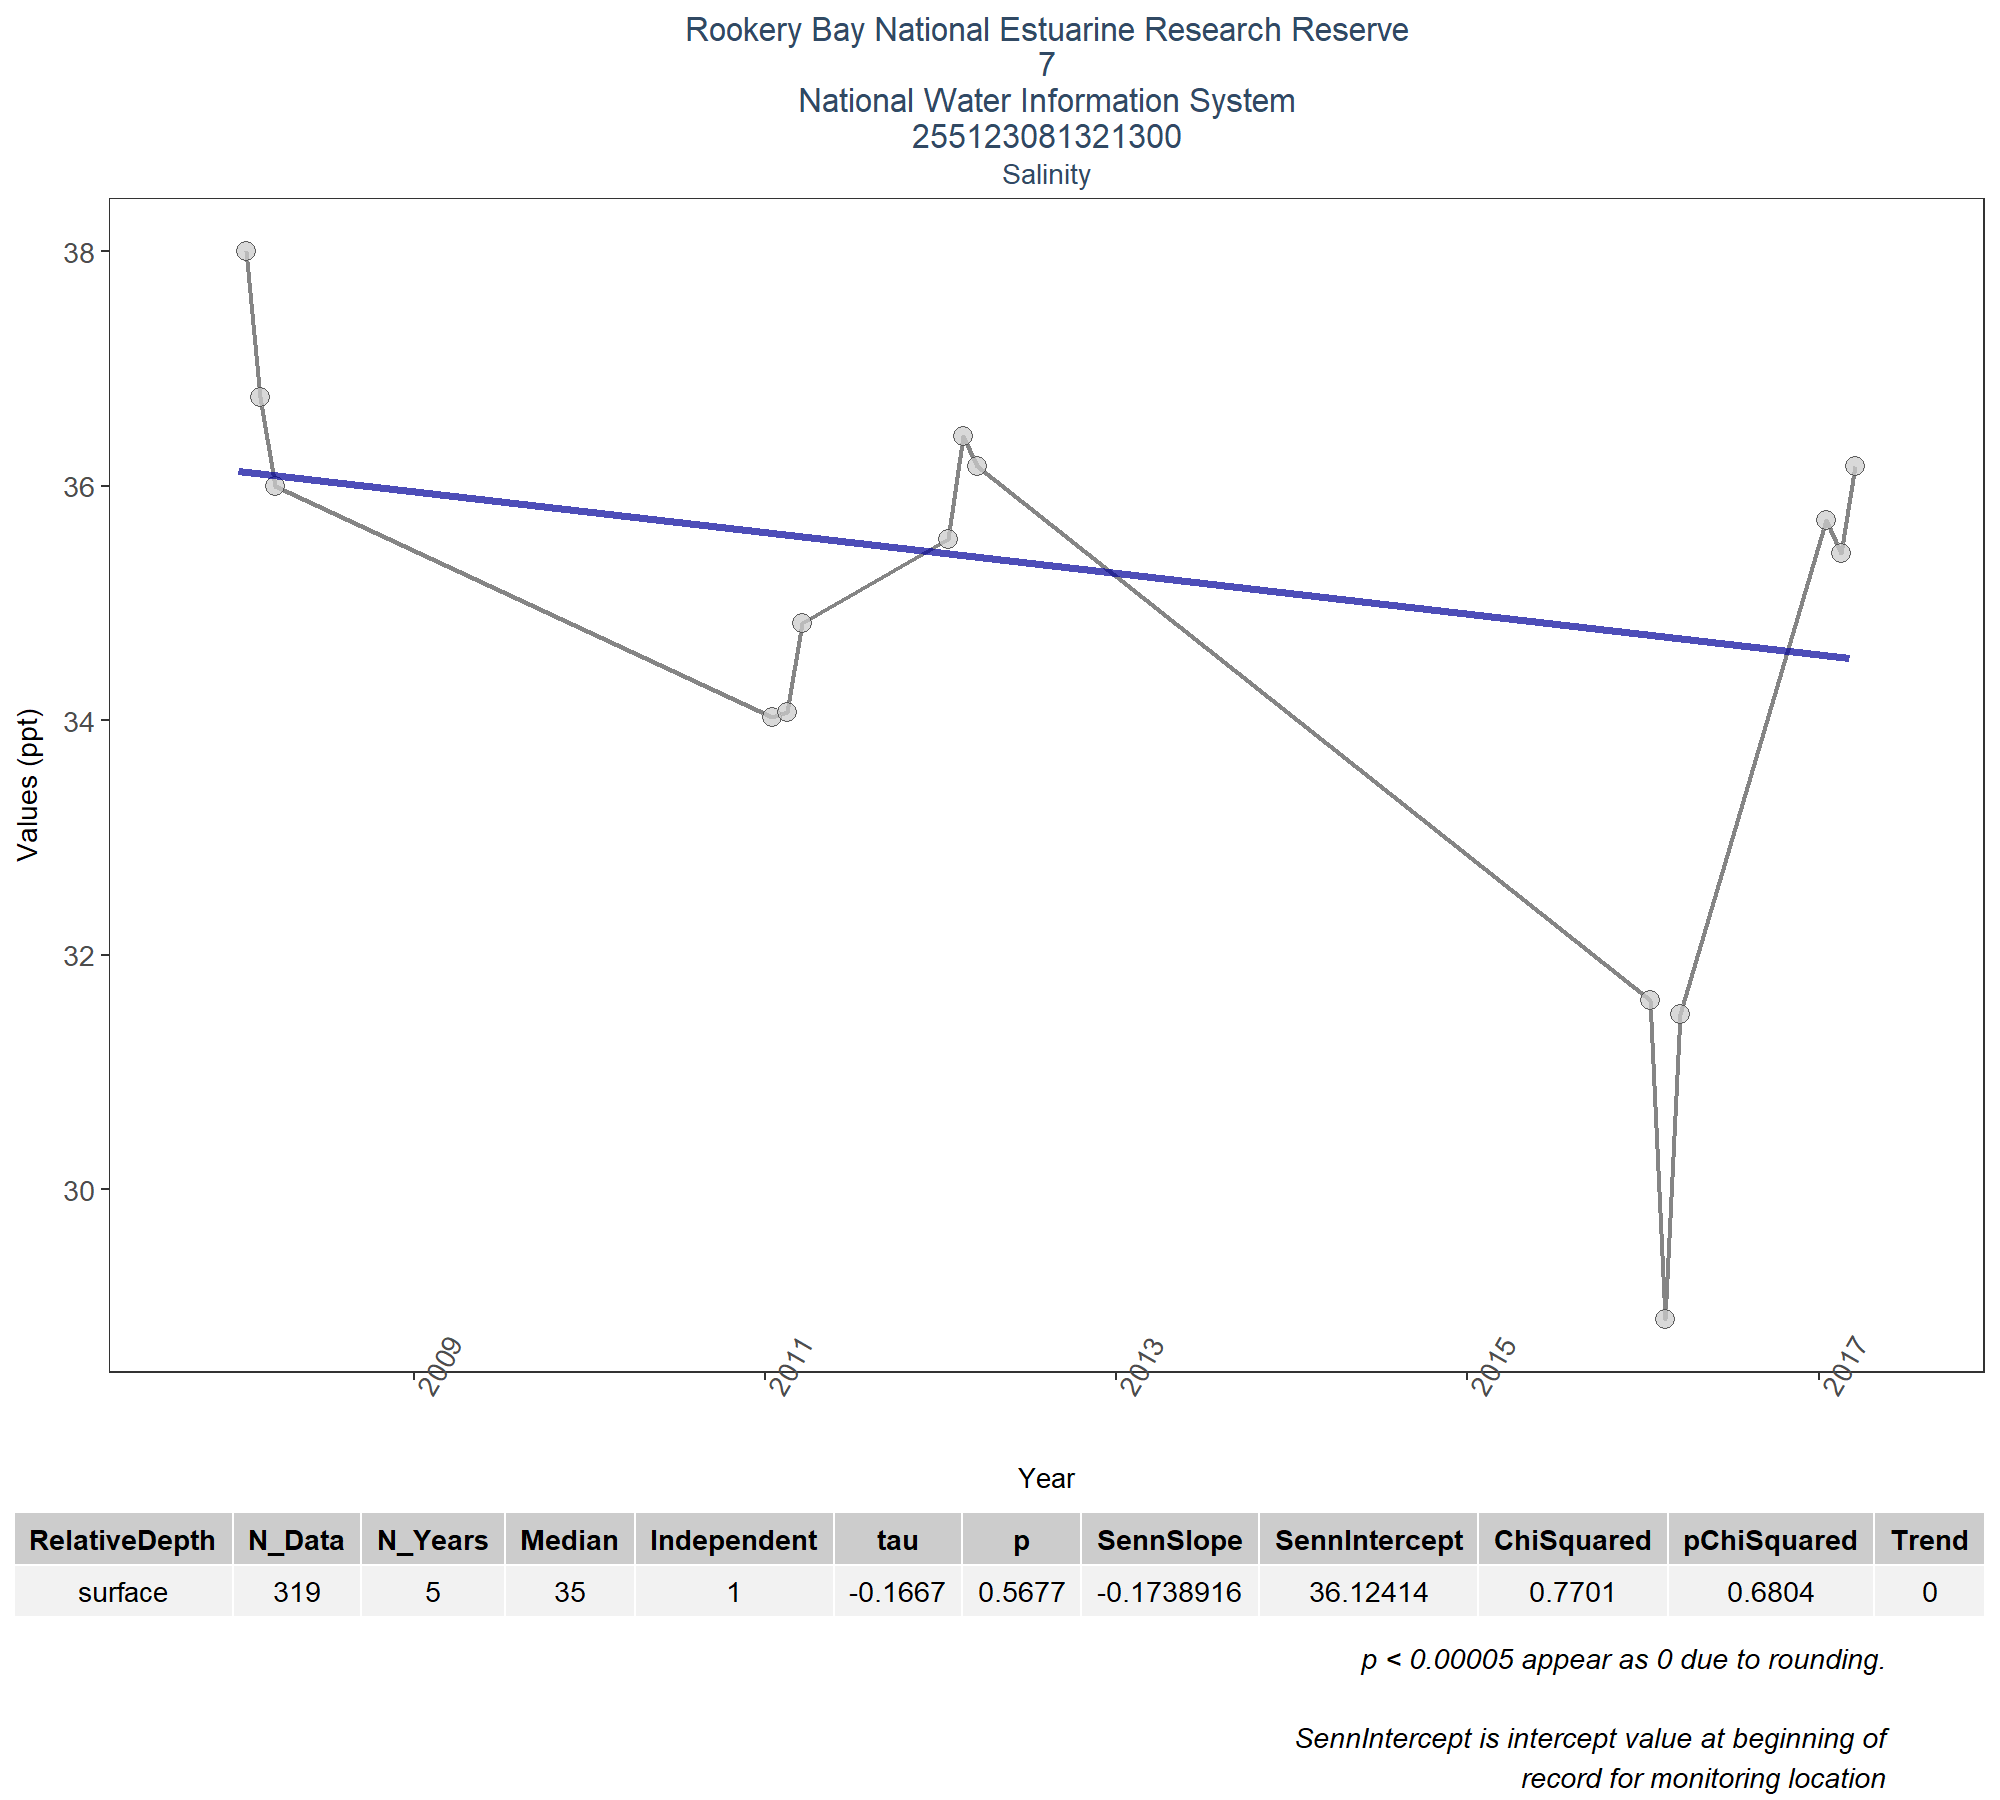 Rookery Bay National Estuarine Research Reserve
7
National Water Information System
255123081321300
Salinity
38
36
34
32
30
Values (ppt)
2009 2011 2013 2015 2017
Year
RelativeDepth N_Data N_Years Median Independent tau p SennSlope SennIntercept ChiSquared pChiSquared Trend
surface 319 5 35 1 -0.1667 0.5677 -0.1738916 36.12414 0.7701 0.6804 0
p < 0.00005 appear as 0 due to rounding.
SennIntercept is intercept value at beginning of
record for monitoring location